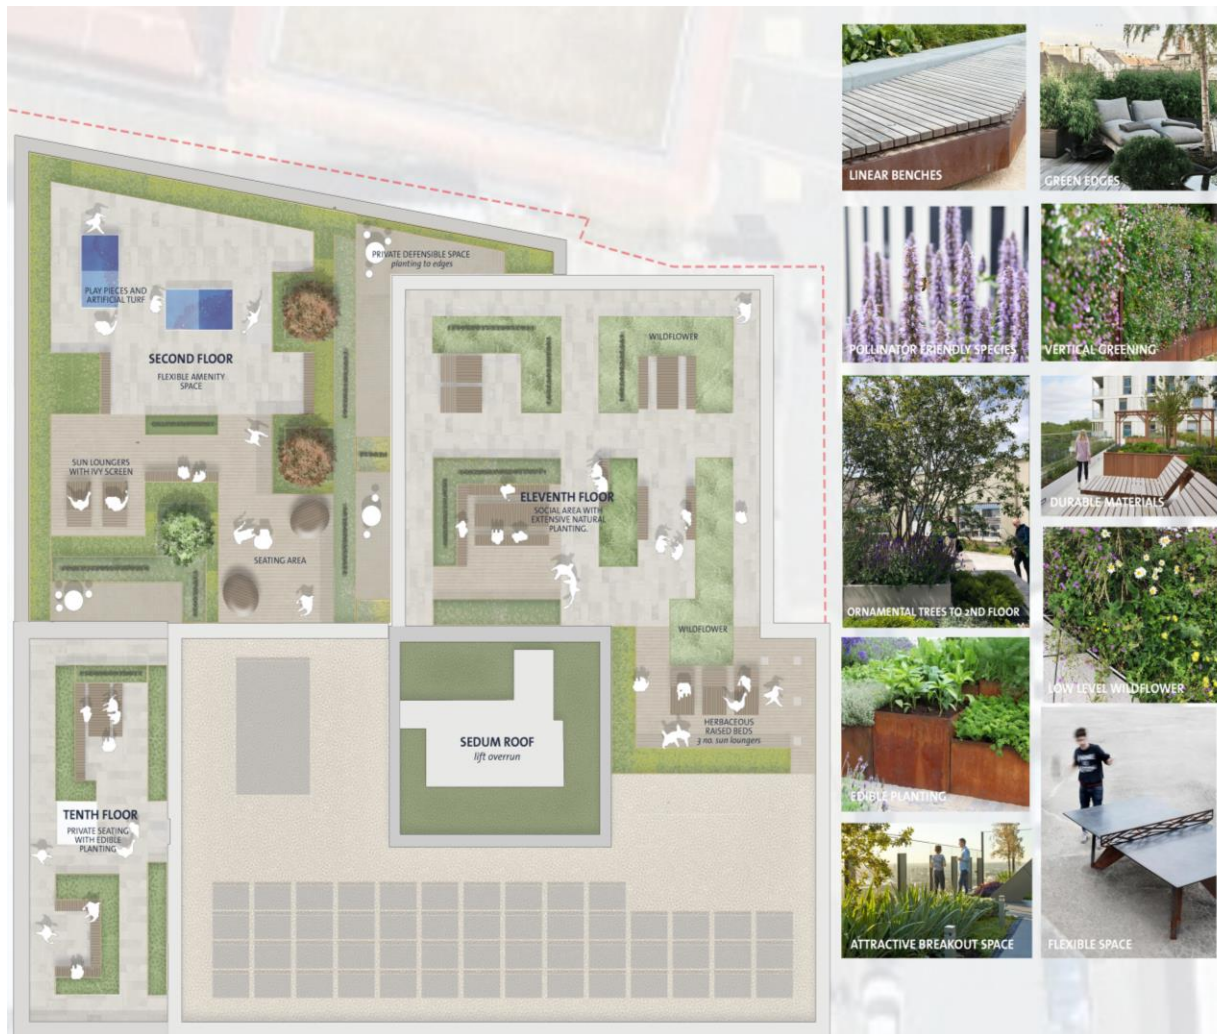 PRIVATE DEFENSIBLE SPACE
planting to edges
PLAY PIECES AND
ARTIFICIAL TURF
SECOND FLOOR
FLEXIBLE AMENITY
SPACE
SUN LOUNGERS
WITH IVY SCREEN
SEATING AREA
WILDFLOWER
ELEVENTH FLOOR
SOCIAL AREA WITH
EXTENSIVE NATURAL
PLANTING.
WILDFLOWER
HERBACEOUS
RAISED BEDS
3 no. sun loungers
SEDUM ROOF
lift overrun
TENTH FLOOR
PRIVATE SEATING
WITH EDIBLE
PLANTING
LINEAR BENCHES
GREEN EDGES
POLLINATOR FRIENDLY SPECIES
VERTICAL GREENING
ORNAMENTAL TREES TO 2ND FLOOR
DURABLE MATERIALS
LOW LEVEL WILDFLOWER
EDIBLE PLANTING
ATTRACTIVE BREAKOUT SPACE
FLEXIBLE SPACE